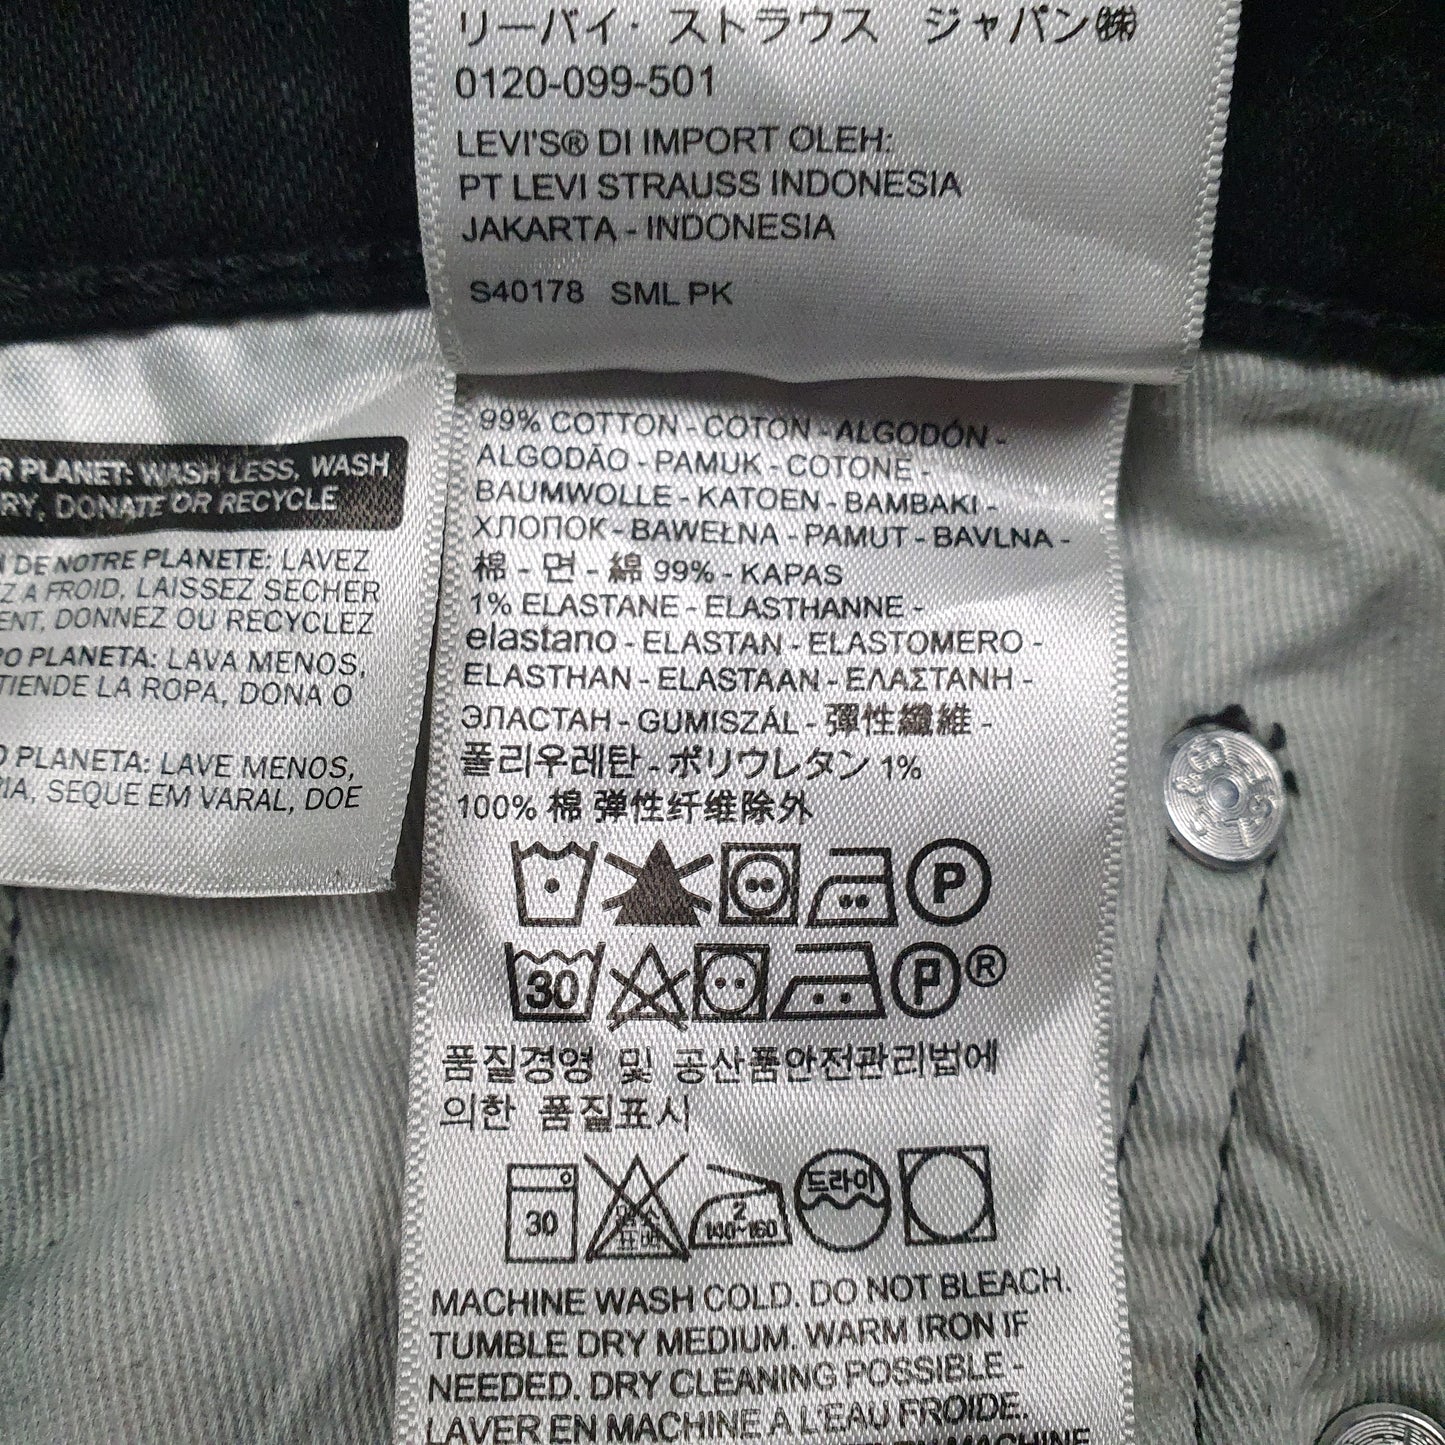 リーバイ・ストラウス ジャパン㈱
0120-099-501
LEVI'S® DI IMPORT OLEH:
PT LEVI STRAUSS INDONESIA
JAKARTA - INDONESIA
S40178 SML PK
R PLANET: WASH LESS, WASH
RY, DONATE OR RECYCLE
DE NOTRE PLANETE: LAVEZ
Z A FROID, LAISSEZ SECHER
ENT, DONNEZ OU RECYCLEZ
O PLANETA: LAVA MENOS,
TIENDE LA ROPA, DONA O
O PLANETA: LAVE MENOS,
IA, SEQUE EM VARAL, DOE
99% COTTON - COTON - ALGODÓN -
ALGODÃO - PAMUK - COTONE -
BAUMWOLLE - KATOEN - BAMBAKI -
ХЛОПОК - BAWEŁNA - PAMUT - BAVLNA -
棉 - 면 - 綿 99% - KAPAS
1% ELASTANE - ELASTHANNE -
elastano - ELASTAN - ELASTOMERO -
ELASTHAN - ELASTAAN - ΕΛΑΣΤΑΝΗ -
ЭЛАСТАН - GUMISZÁL - 彈性纖維 -
폴리우레탄 - ポリウレタン 1%
100% 棉 弹性纤维除外
P
30 P ®
품질경영 및 공산품안전관리법에
의한 품질표시
30 염소표백 2 140~160 드라이
MACHINE WASH COLD. DO NOT BLEACH.
TUMBLE DRY MEDIUM. WARM IRON IF
NEEDED. DRY CLEANING POSSIBLE -
LAVER EN MACHINE A L'EAU FROIDE.